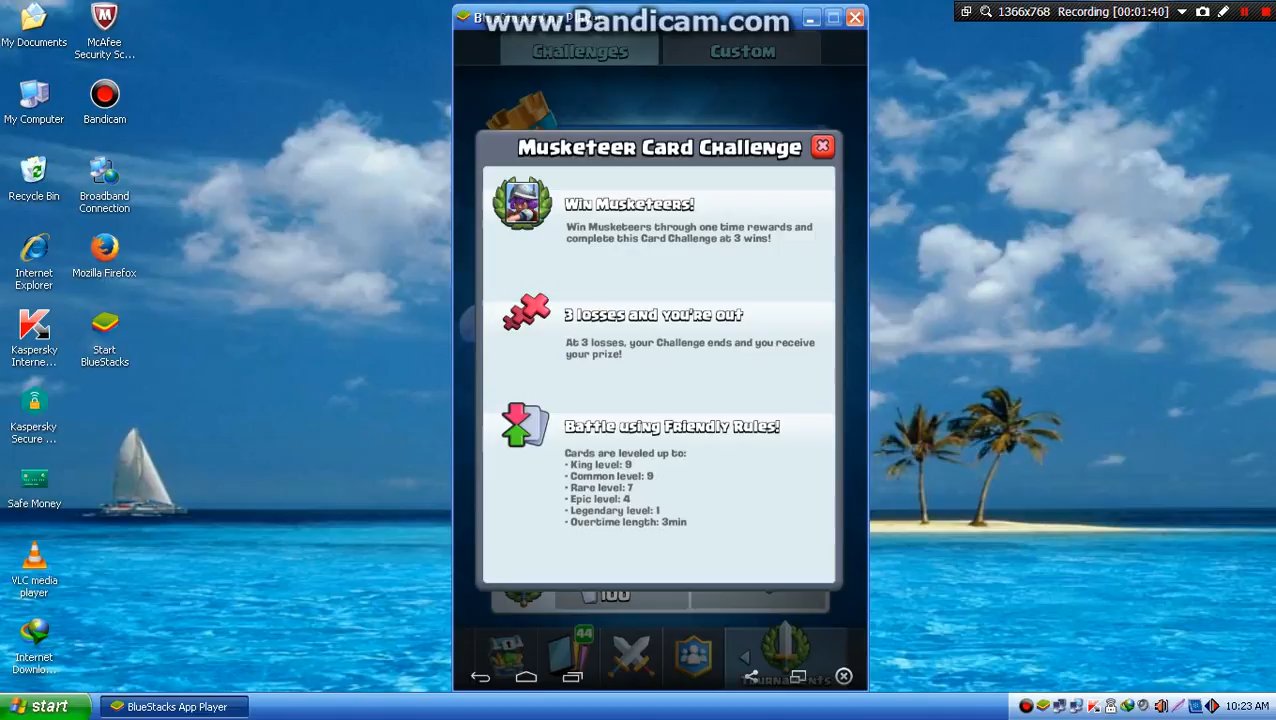 My Documents
McAfee
Security Sc...
My Computer
Bandicam
Recycle Bin
Broadband
Connection
Internet
Explorer
Mozilla Firefox
Kaspersky
Interne...
Start
BlueStacks
Kaspersky
Safe Money
VLC media
player
Internet
Downlo...
www.Bandicam.com
1366x768 Recording [00:01:40]
Challenges
Custom
Musketeer Card Challenge
Win Musketeers!
Win Musketeers through one time rewards and
complete this Card Challenge at 3 wins!
3 losses and you're out
At 3 losses, your Challenge ends and you receive
your prize!
Battle using Friendly Rules!
Cards are leveled up to:
· King level: 9
· Common level: 9
· Rare level: 7
· Epic level: 4
· Legendary level: 1
· Overtime length: 3min
100
44
Tournaments
start
BlueStacks App Player
10:23 AM